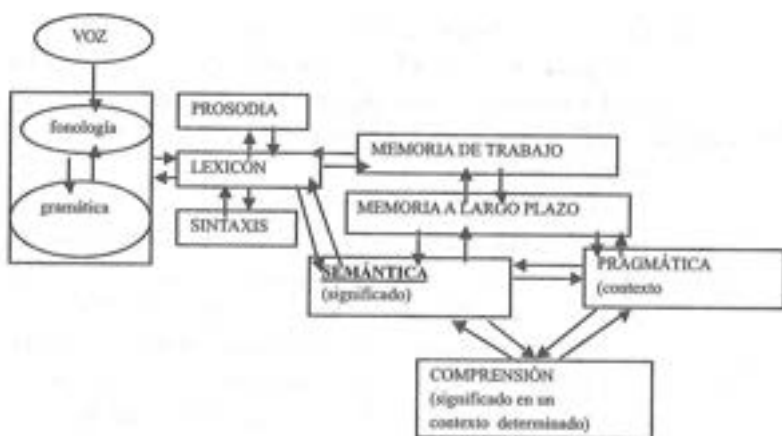 VOZ
fonología
gramática
PROSODIA
LEXICÓN
SINTAXIS
MEMORIA DE TRABAJO
MEMORIA A LARGO PLAZO
SEMÁNTICA
(significado)
PRAGMÁTICA
(contexto
COMPRENSIÓN
(significado en un
contexto determinado)